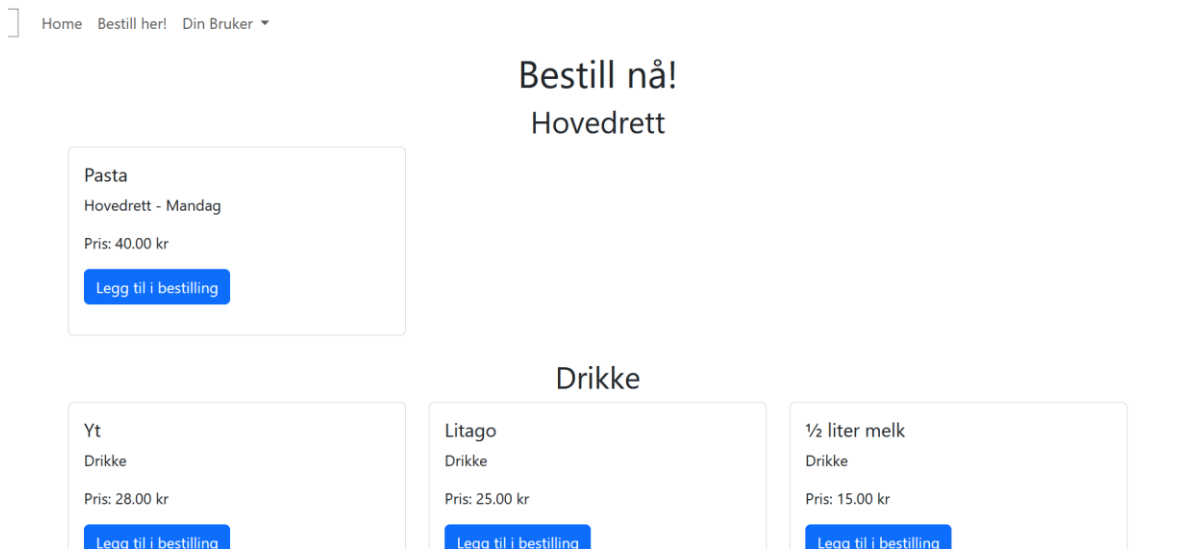 Home Bestill her! Din Bruker
Bestill nå!
Hovedrett
Pasta
Hovedrett - Mandag
Pris: 40.00 kr
Legg til i bestilling
Drikke
Yt
Drikke
Pris: 28.00 kr
Legg til i bestilling
Litago
Drikke
Pris: 25.00 kr
Legg til i bestilling
½ liter melk
Drikke
Pris: 15.00 kr
Legg til i bestilling